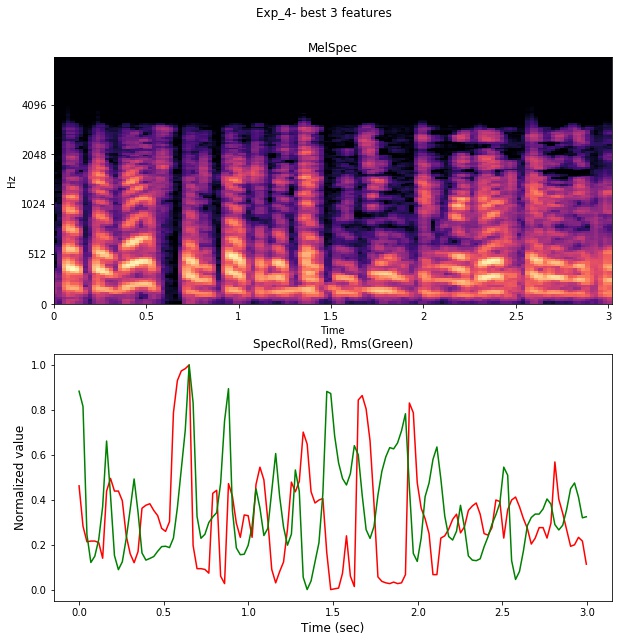 Exp_4- best 3 features
MelSpec
Hz
4096
2048
1024
512
0
0 0.5 1 1.5 2 2.5 3
Time
SpecRol(Red), Rms(Green)
Normalized value
1.0
0.8
0.6
0.4
0.2
0.0
0.0 0.5 1.0 1.5 2.0 2.5 3.0
Time (sec)